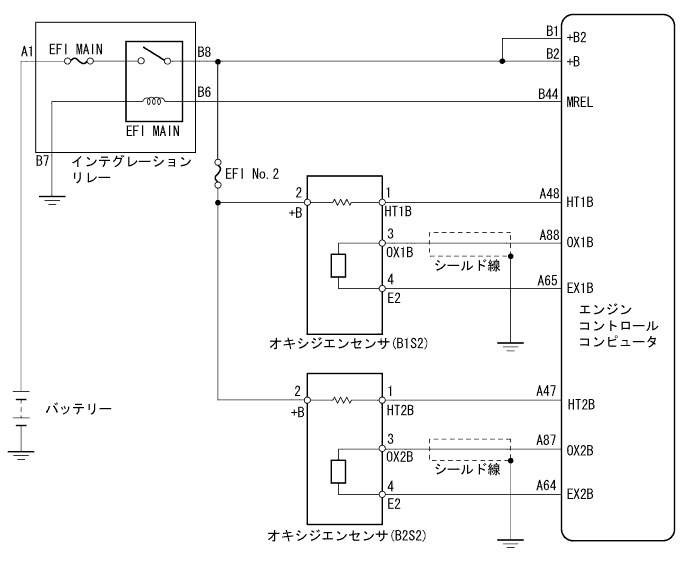 B1
+B2
A1
EFI MAIN
B8
B2
+B
B6
B44
MREL
EFI MAIN
B7
インテグレーション
リレー
EFI No.2
2
+B
1
HT1B
A48
HT1B
3
OX1B
A88
OX1B
シールド線
4
E2
A65
EX1B
エンジン
コントロール
コンピュータ
オキシジエンセンサ(B1S2)
バッテリー
2
+B
1
HT2B
A47
HT2B
3
OX2B
A87
OX2B
シールド線
4
E2
A64
EX2B
オキシジエンセンサ(B2S2)